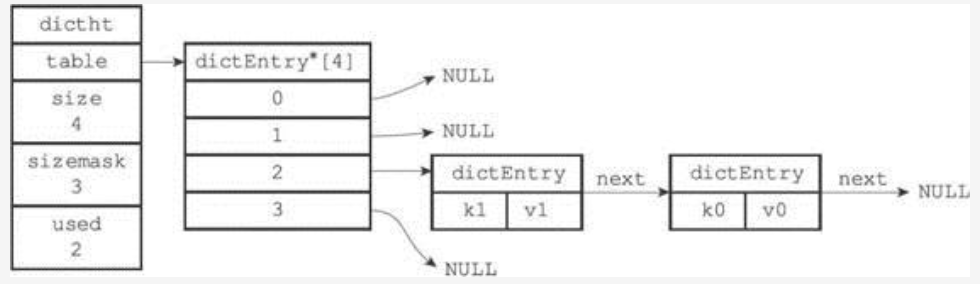 dictht
table
size
4
sizemask
3
used
2
dictEntry*[4]
0
1
2
3
NULL
NULL
dictEntry
k1 v1
next
dictEntry
k0 v0
next
NULL
NULL